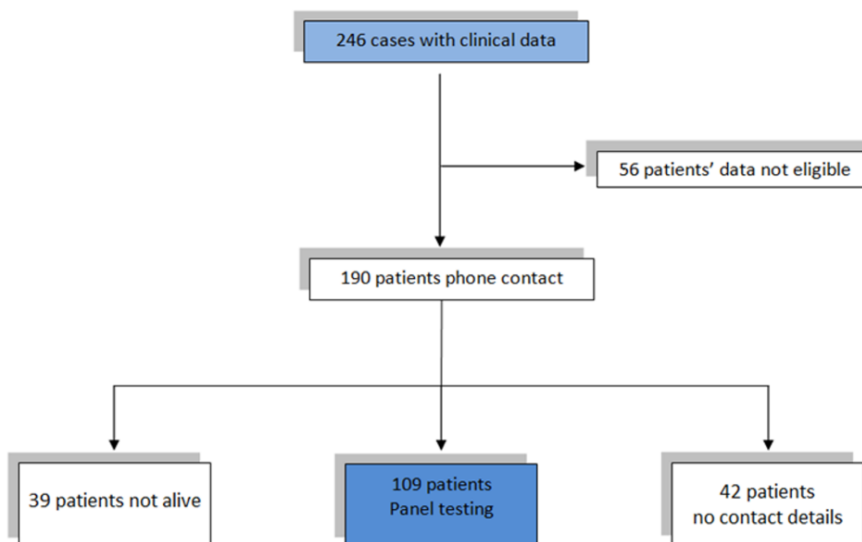 246 cases with clinical data
56 patients’ data not eligible
190 patients phone contact
39 patients not alive
109 patients
Panel testing
42 patients
no contact details